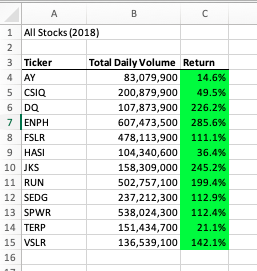 A B C
1 All Stocks (2018)
2
3 Ticker Total Daily Volume Return
4 AY 83,079,900 14.6%
5 CSIQ 200,879,900 49.5%
6 DQ 107,873,900 226.2%
7 ENPH 607,473,500 285.6%
8 FSLR 478,113,900 111.1%
9 HASI 104,340,600 36.4%
10 JKS 158,309,000 245.2%
11 RUN 502,757,100 199.4%
12 SEDG 237,212,300 112.9%
13 SPWR 538,024,300 112.4%
14 TERP 151,434,700 21.1%
15 VSLR 136,539,100 142.1%
16